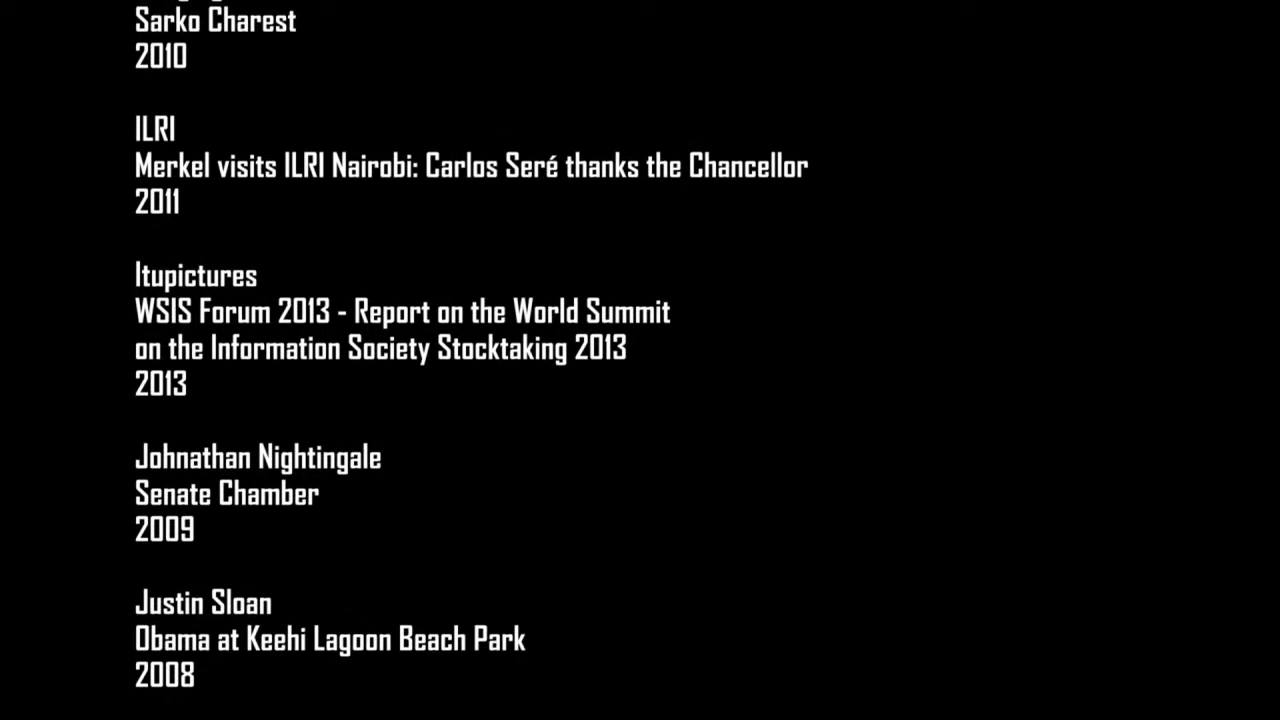 Sarko Charest
2010
ILRI
Merkel visits ILRI Nairobi: Carlos Seré thanks the Chancellor
2011
Itupictures
WSIS Forum 2013 - Report on the World Summit
on the Information Society Stocktaking 2013
2013
Johnathan Nightingale
Senate Chamber
2009
Justin Sloan
Obama at Keehi Lagoon Beach Park
2008